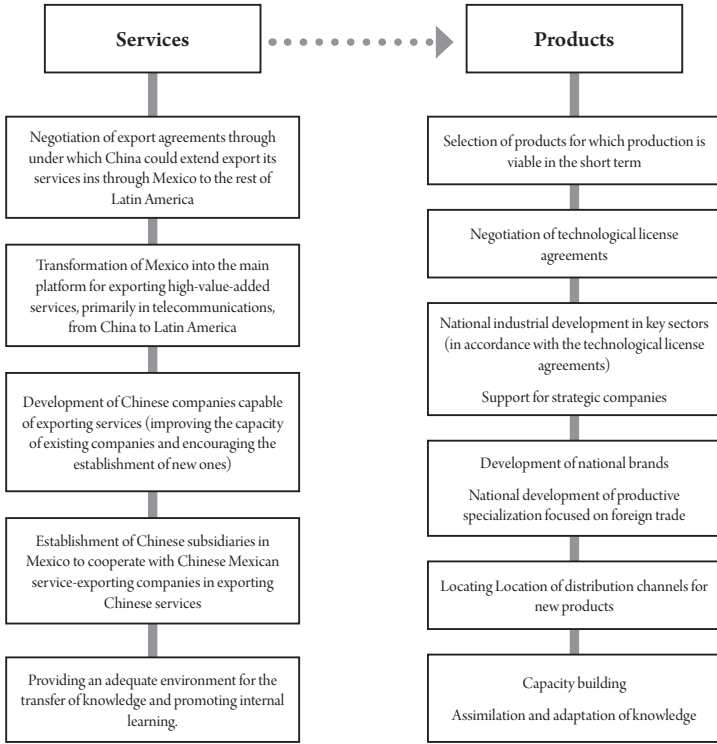 Services
Negotiation of export agreements through
under which China could extend export its
services ins through Mexico to the rest of
Latin America
Transformation of Mexico into the main
platform for exporting high-value-added
services, primarily in telecommunications,
from China to Latin America
Development of Chinese companies capable
of exporting services (improving the capacity
of existing companies and encouraging the
establishment of new ones)
Establishment of Chinese subsidiaries in
Mexico to cooperate with Chinese Mexican
service-exporting companies in exporting
Chinese services
Providing an adequate environment for the
transfer of knowledge and promoting internal
learning.
Products
Selection of products for which production is
viable in the short term
Negotiation of technological license
agreements
National industrial development in key sectors
(in accordance with the technological license
agreements)
Support for strategic companies
Development of national brands
National development of productive
specialization focused on foreign trade
Locating Location of distribution channels for
new products
Capacity building
Assimilation and adaptation of knowledge